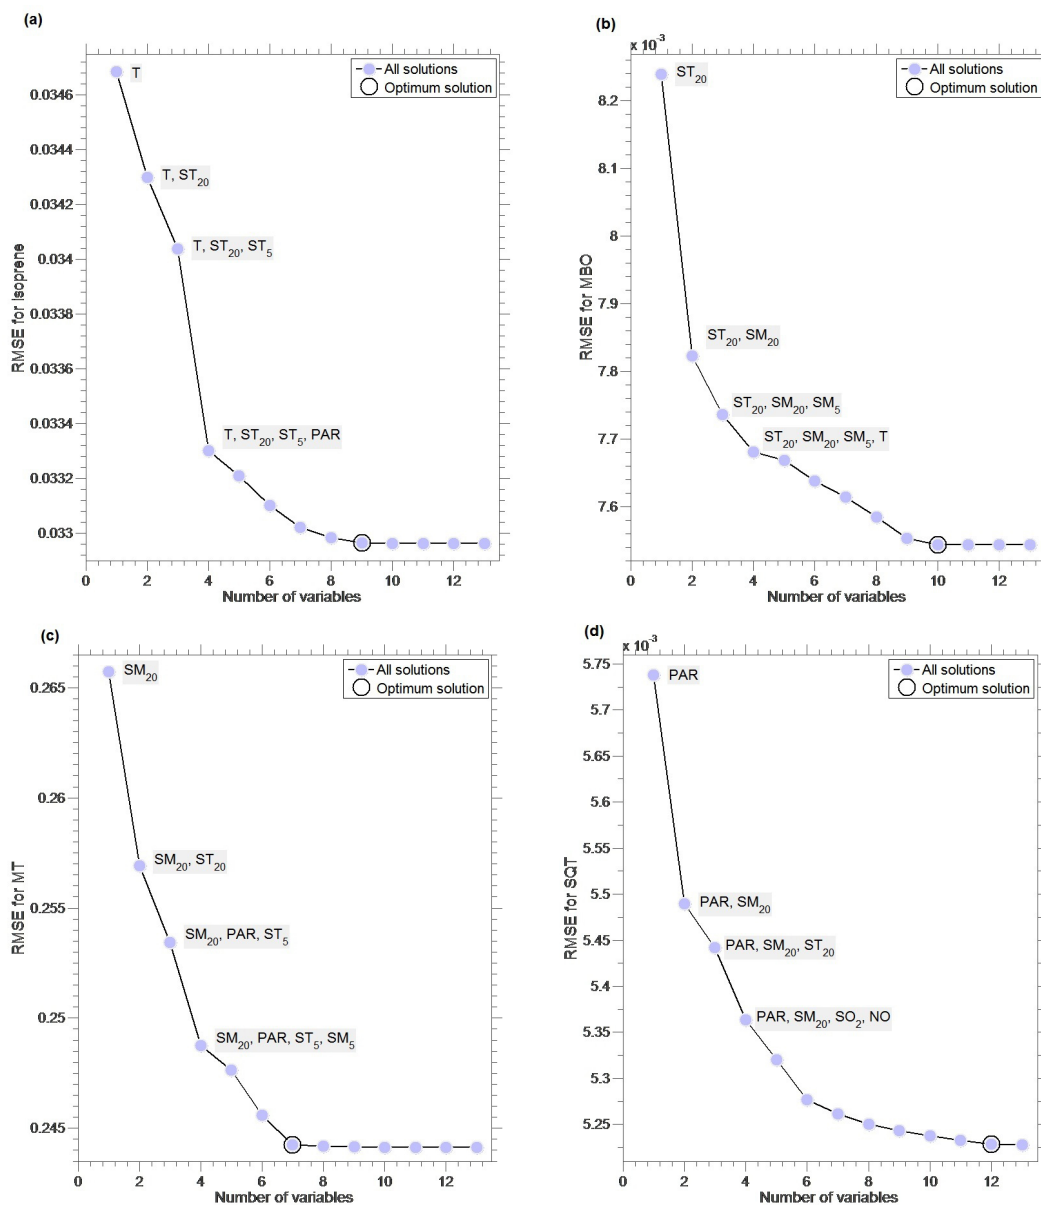 (a)
T
T, ST20
T, ST20, ST5
T, ST20, ST5, PAR
All solutions
Optimum solution
0.0346
0.0344
0.0342
0.034
0.0338
0.0336
0.0334
0.0332
0.033
RMSE for Isoprene
0 2 4 6 8 10 12
Number of variables
(b)
x 10-3
ST20
ST20, SM20
ST20, SM20, SM5
ST20, SM20, SM5, T
All solutions
Optimum solution
8.2
8.1
8
7.9
7.8
7.7
7.6
RMSE for MBO
0 2 4 6 8 10 12
Number of variables
(c)
SM20
SM20, ST20
SM20, PAR, ST5
SM20, PAR, ST5, SM5
All solutions
Optimum solution
0.265
0.26
0.255
0.25
0.245
RMSE for MT
0 2 4 6 8 10 12
Number of variables
(d)
x 10-3
PAR
PAR, SM20
PAR, SM20, ST20
PAR, SM20, SO2, NO
All solutions
Optimum solution
5.75
5.7
5.65
5.6
5.55
5.5
5.45
5.4
5.35
5.3
5.25
RMSE for SQT
0 2 4 6 8 10 12
Number of variables